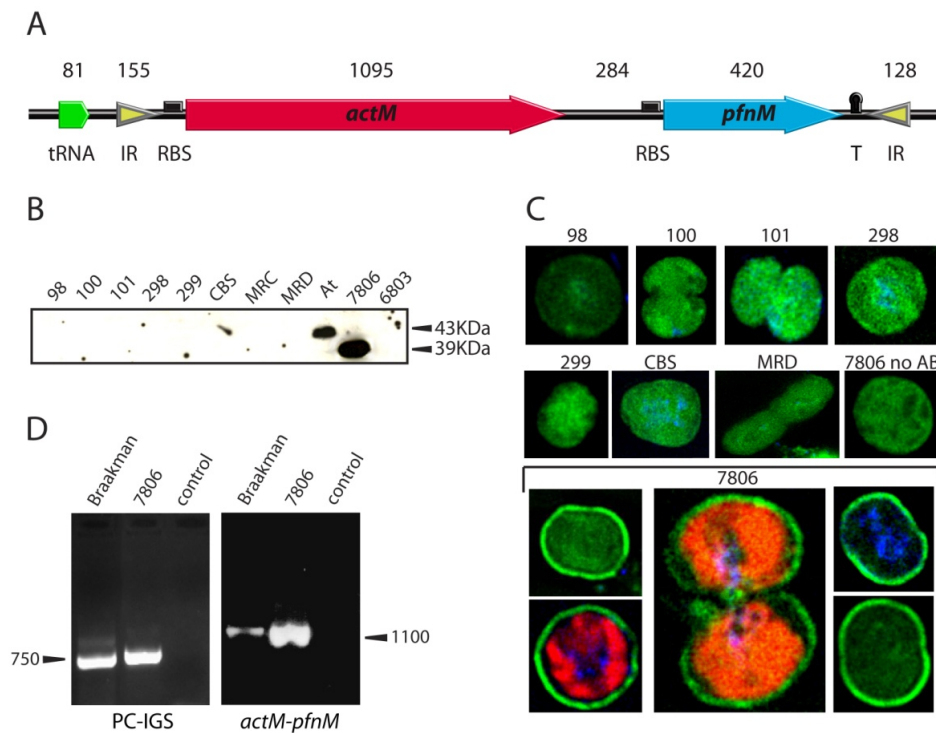 A
81 155 1095 284 420 128
actM pfnM
tRNA IR RBS RBS T IR
B
98 100 101 298 299 CBS MRC MRD At 7806 6803
43KDa
39KDa
C
98 100 101 298
299 CBS MRD 7806 no AB
7806
D
Braakman 7806 control Braakman 7806 control
750
1100
PC-IGS actM-pfnM